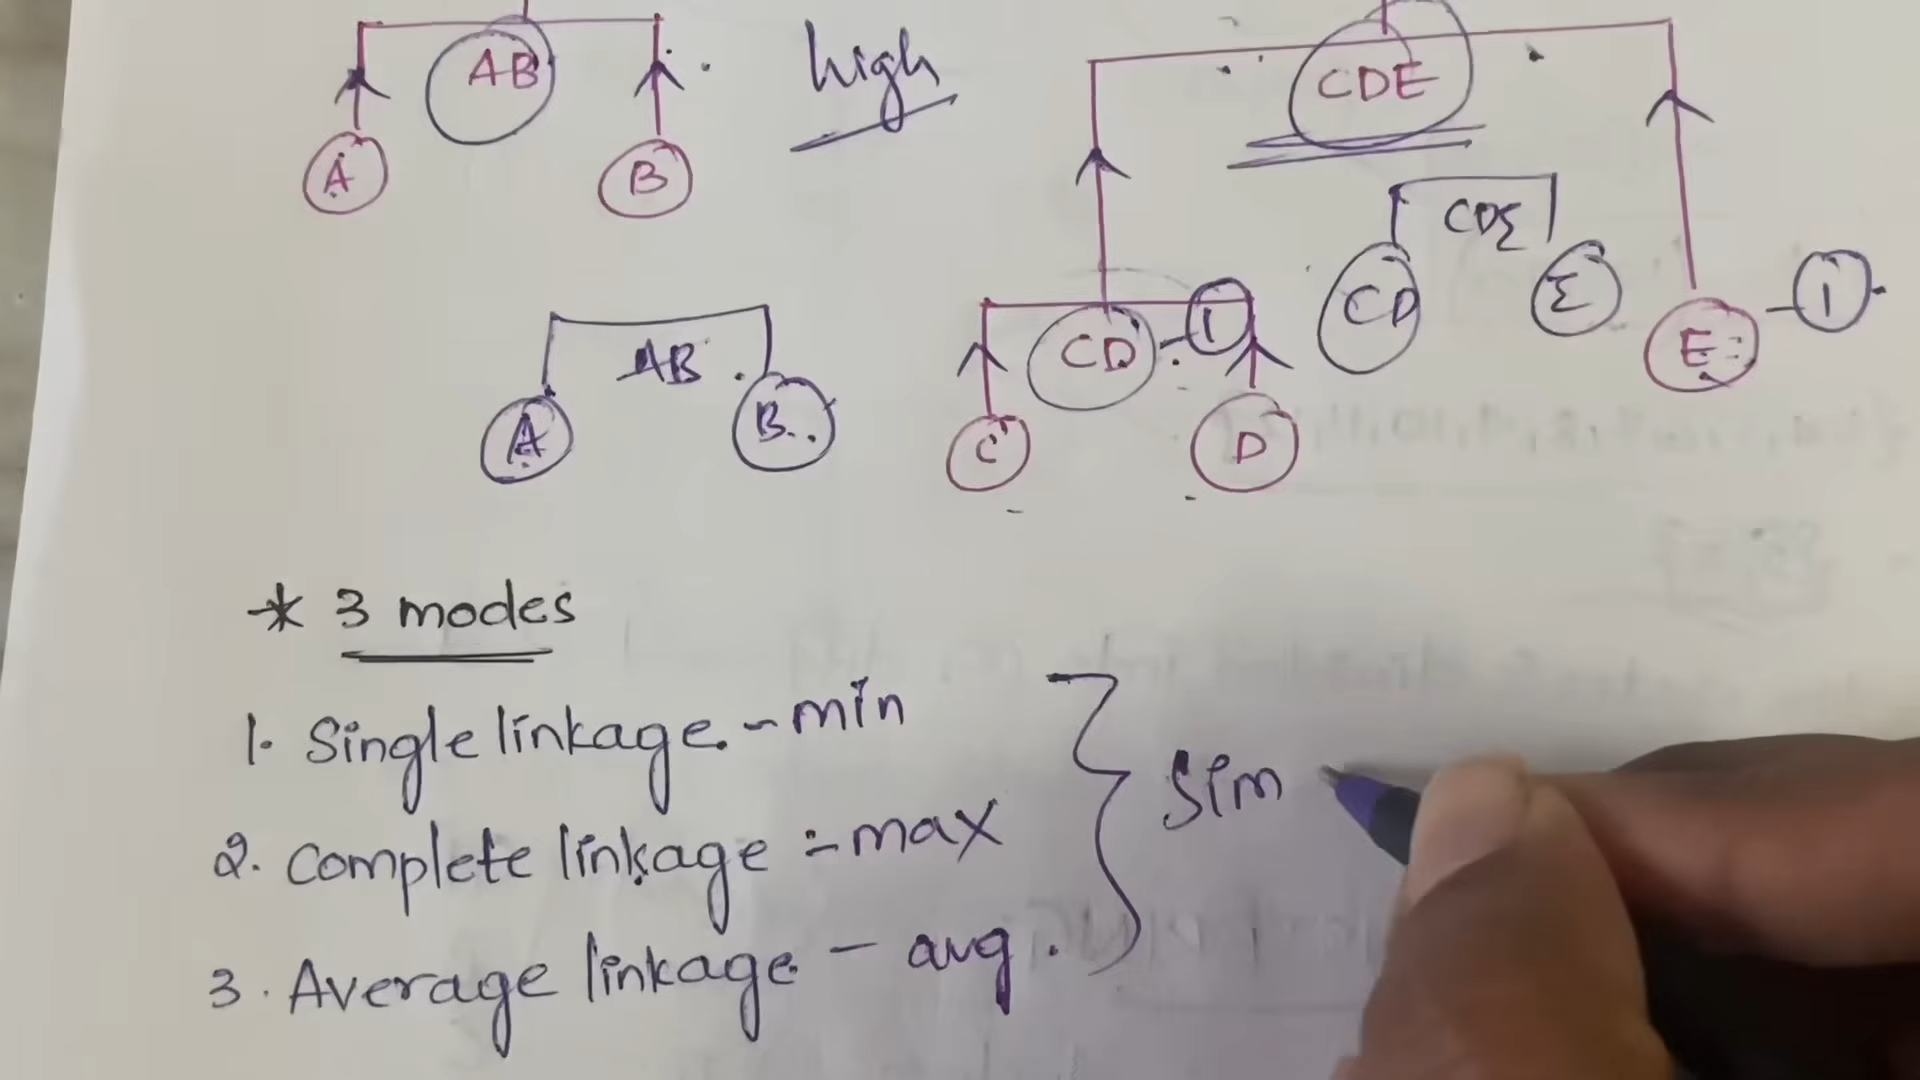 AB
high
CDE
A
B
CDE
CD
E
1
AB
CD
1
E
A
B
C
D
* 3 modes
1. Single linkage - min
2. Complete linkage - max
3. Average linkage - avg.
Sim